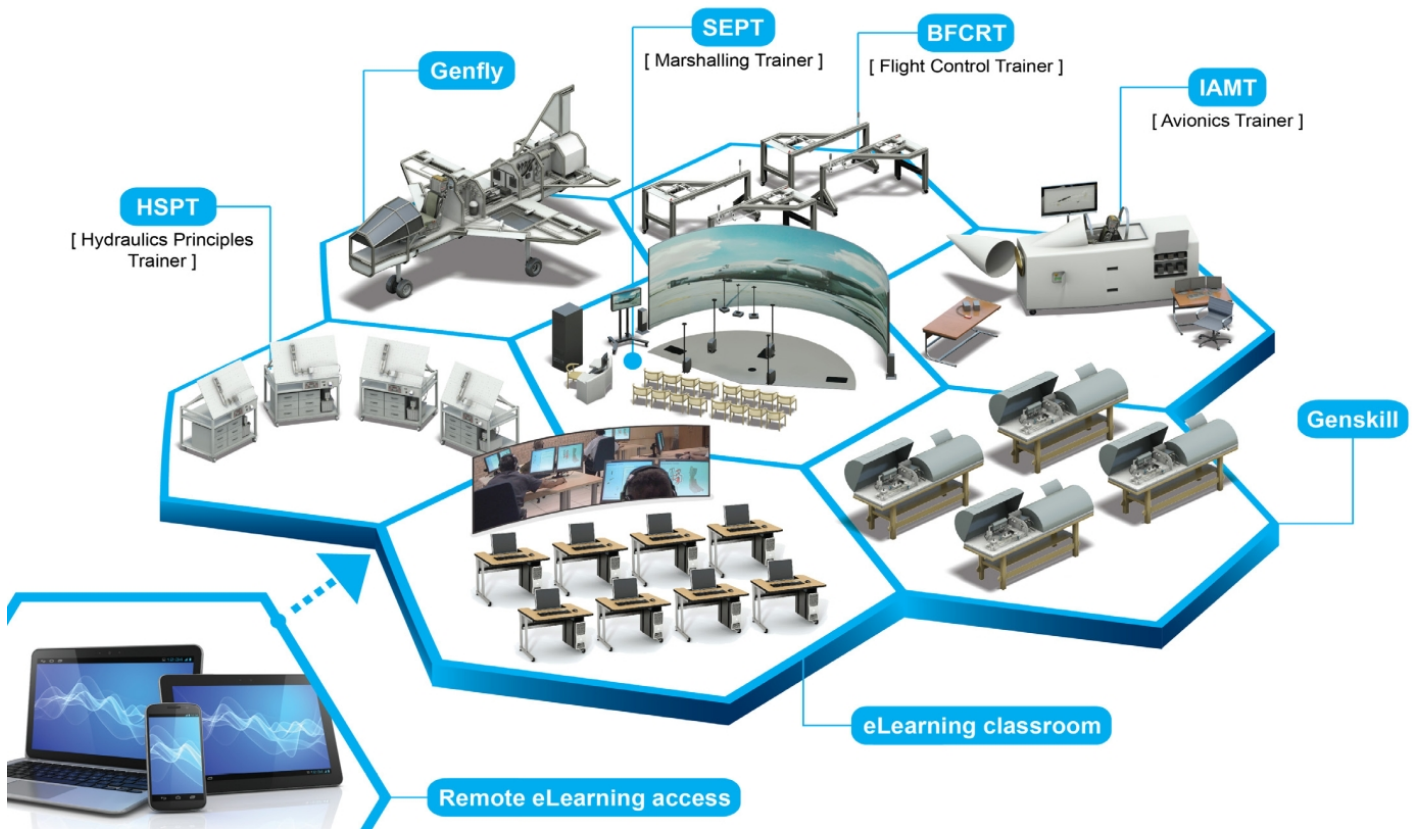 SEPT
[ Marshalling Trainer ]
BFCRT
[ Flight Control Trainer ]
Genfly
IAMT
[ Avionics Trainer ]
HSPT
[ Hydraulics Principles
Trainer ]
Genskill
eLearning classroom
Remote eLearning access